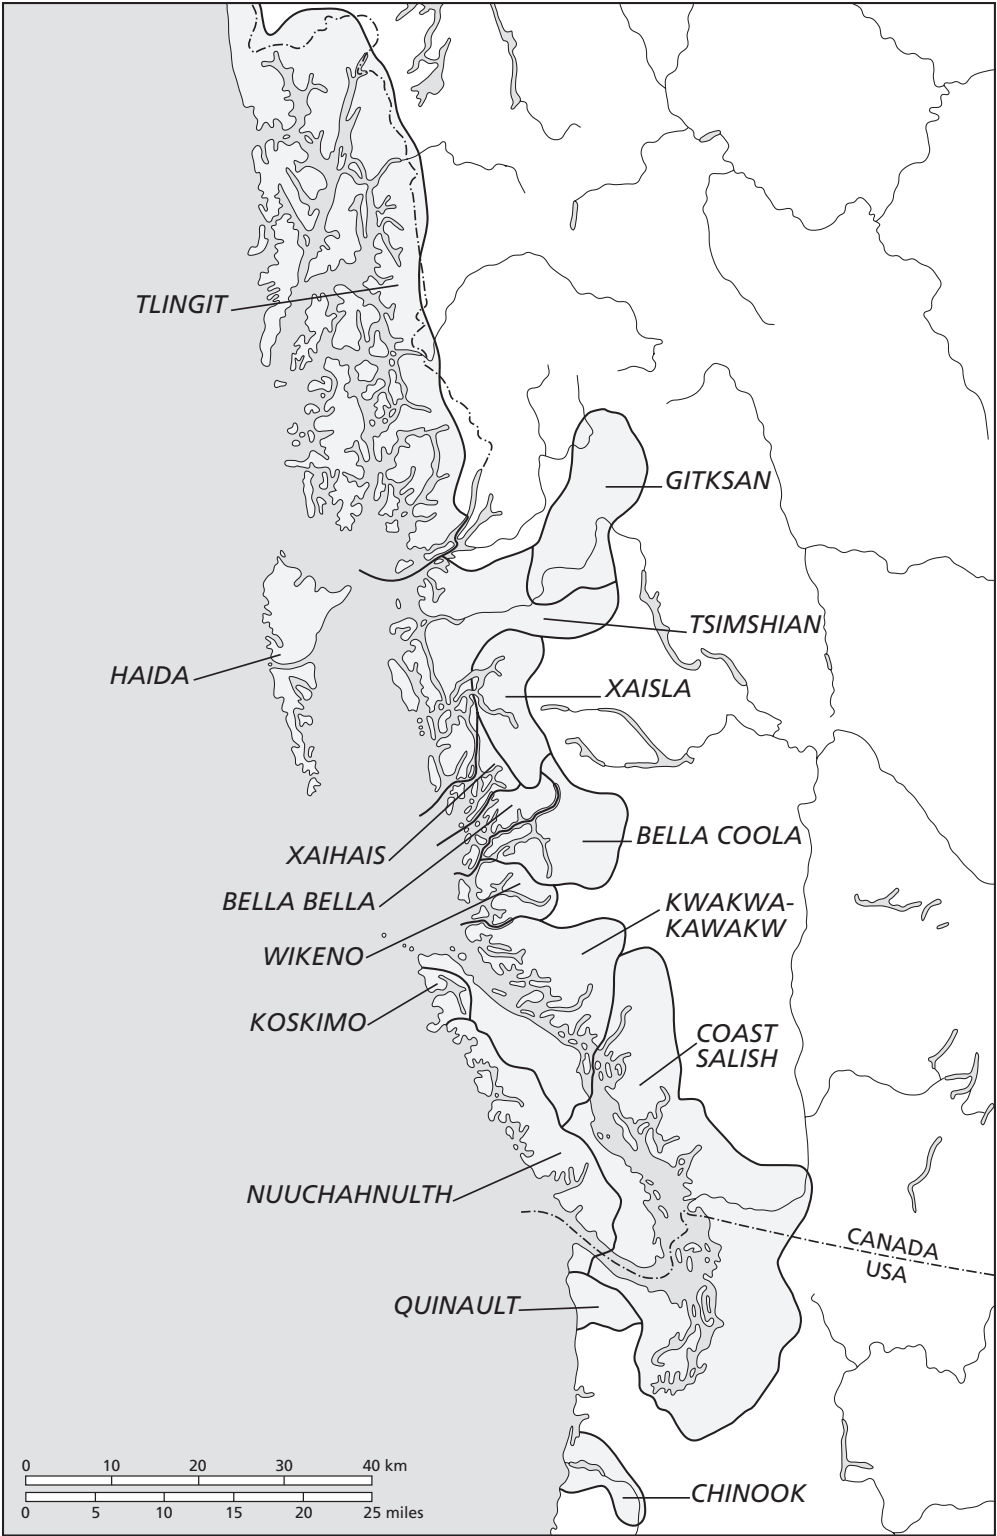 TLINGIT
GITKSAN
TSIMSHIAN
HAIDA
XAISLA
BELLA COOLA
XAIHAIS
BELLA BELLA
KWAKWA-
KAWAKW
WIKENO
KOSKIMO
COAST
SALISH
NUUCHAHNULTH
CANADA
USA
QUINAULT
0 10 20 30 40 km
0 5 10 15 20 25 miles
CHINOOK